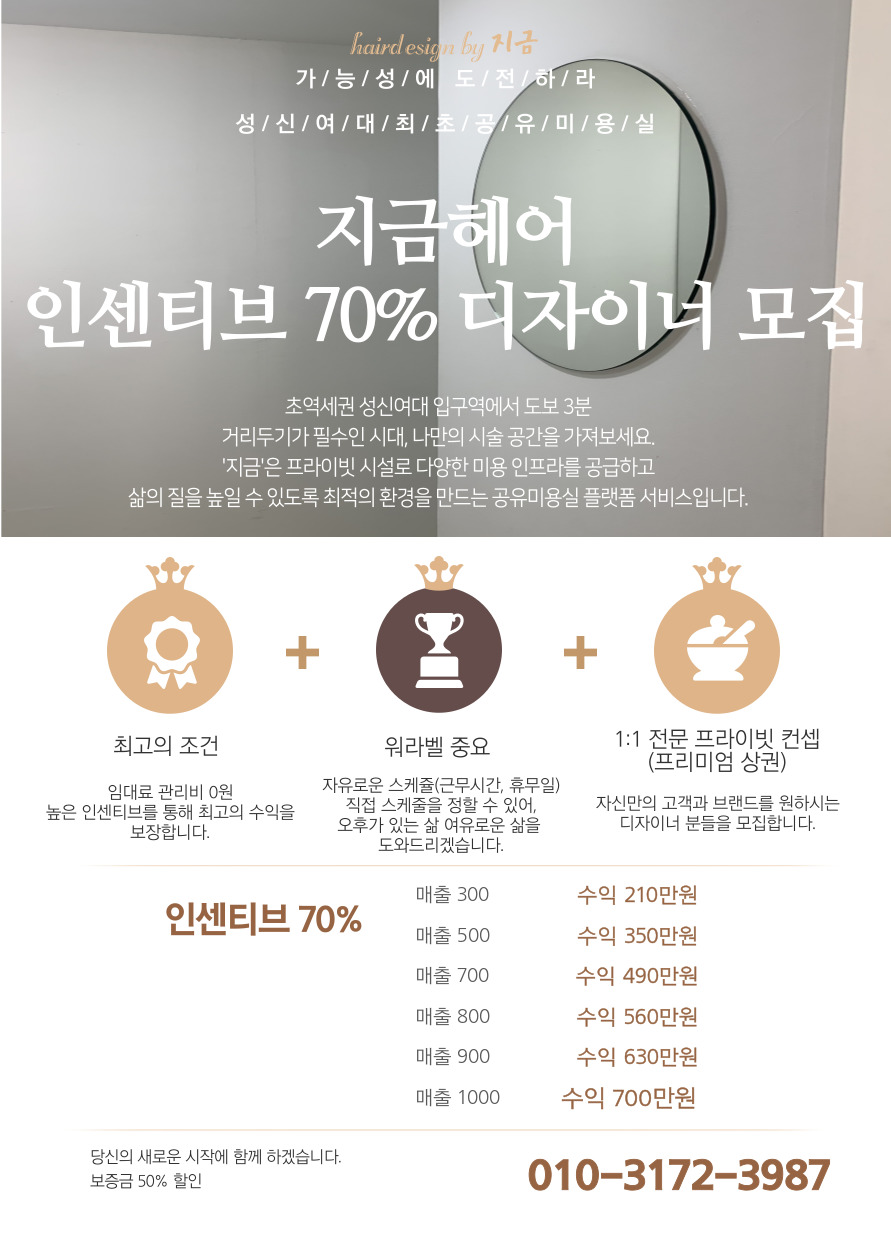 hairdesign by 지금
가/능/성/에 도/전/하/라
성/신/여/대/최/초/공/유/미/용/실
지금헤어
인센티브 70% 디자이너 모집
초역세권 성신여대 입구역에서 도보 3분
거리두기가 필수인 시대, 나만의 시술 공간을 가져보세요.
'지금'은 프라이빗 시설로 다양한 미용 인프라를 공급하고
삶의 질을 높일 수 있도록 최적의 환경을 만드는 공유미용실 플랫폼 서비스입니다.
최고의 조건
임대료 관리비 0원
높은 인센티브를 통해 최고의 수익을
보장합니다.
워라벨 중요
자유로운 스케쥴(근무시간, 휴무일)
직접 스케줄을 정할 수 있어,
오후가 있는 삶 여유로운 삶을
도와드리겠습니다.
1:1 전문 프라이빗 컨셉
(프리미엄 상권)
자신만의 고객과 브랜드를 원하시는
디자이너 분들을 모집합니다.
인센티브 70%
매출 300 수익 210만원
매출 500 수익 350만원
매출 700 수익 490만원
매출 800 수익 560만원
매출 900 수익 630만원
매출 1000 수익 700만원
당신의 새로운 시작에 함께 하겠습니다.
보증금 50% 할인
010-3172-3987